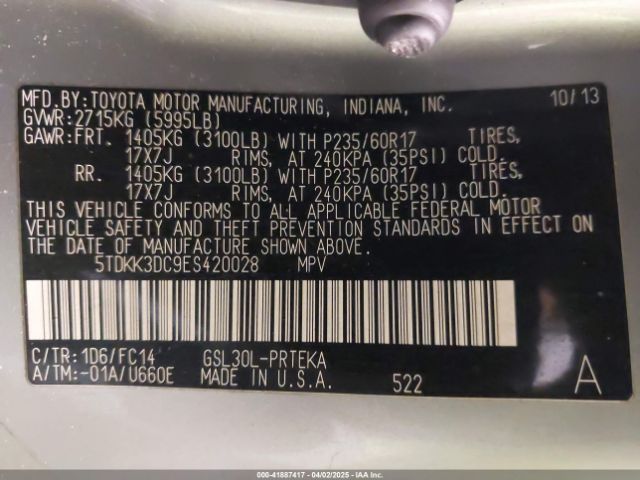 MFD.BY:TOYOTA MOTOR MANUFACTURING, INDIANA, INC. 10/13
GVWR:2715KG (5995LB)
GAWR:FRT. 1405KG (3100LB) WITH P235/60R17 TIRES,
17X7J RIMS, AT 240KPA (35PSI) COLD.
RR. 1405KG (3100LB) WITH P235/60R17 TIRES,
17X7J RIMS, AT 240KPA (35PSI) COLD.
THIS VEHICLE CONFORMS TO ALL APPLICABLE FEDERAL MOTOR
VEHICLE SAFETY AND THEFT PREVENTION STANDARDS IN EFFECT ON
THE DATE OF MANUFACTURE SHOWN ABOVE.
5TDKK3DC9ES420028 MPV
C/TR:1D6/FC14 GSL30L-PRTEKA
A/TM:-01A/U660E MADE IN U.S.A. 522 A
000-41887417 | 04/02/2025 - IAAI, Inc.